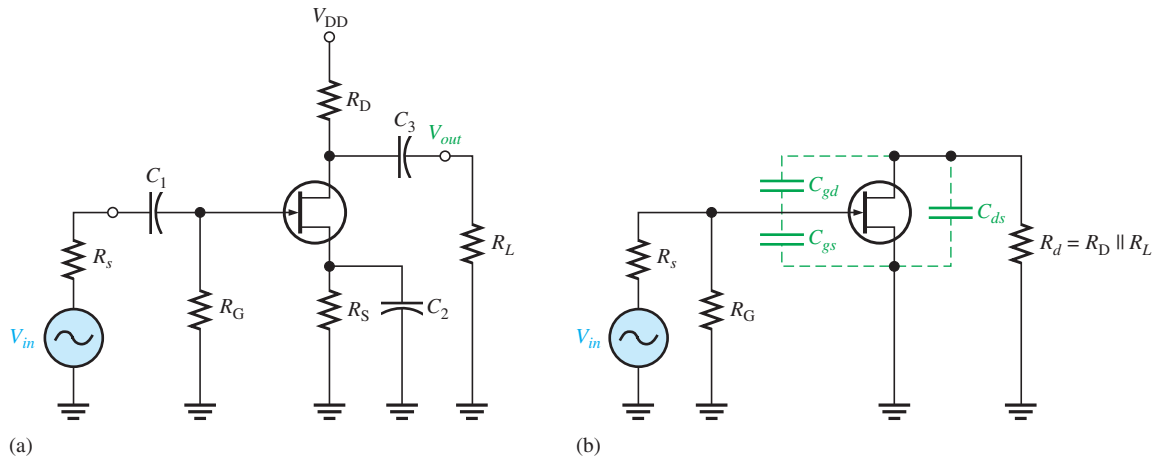 V_DD
R_D
C_3
V_out
C_1
R_s
R_L
R_G
R_S
C_2
V_in
(a)
C_gd
C_gs
C_ds
R_s
R_d = R_D || R_L
R_G
V_in
(b)